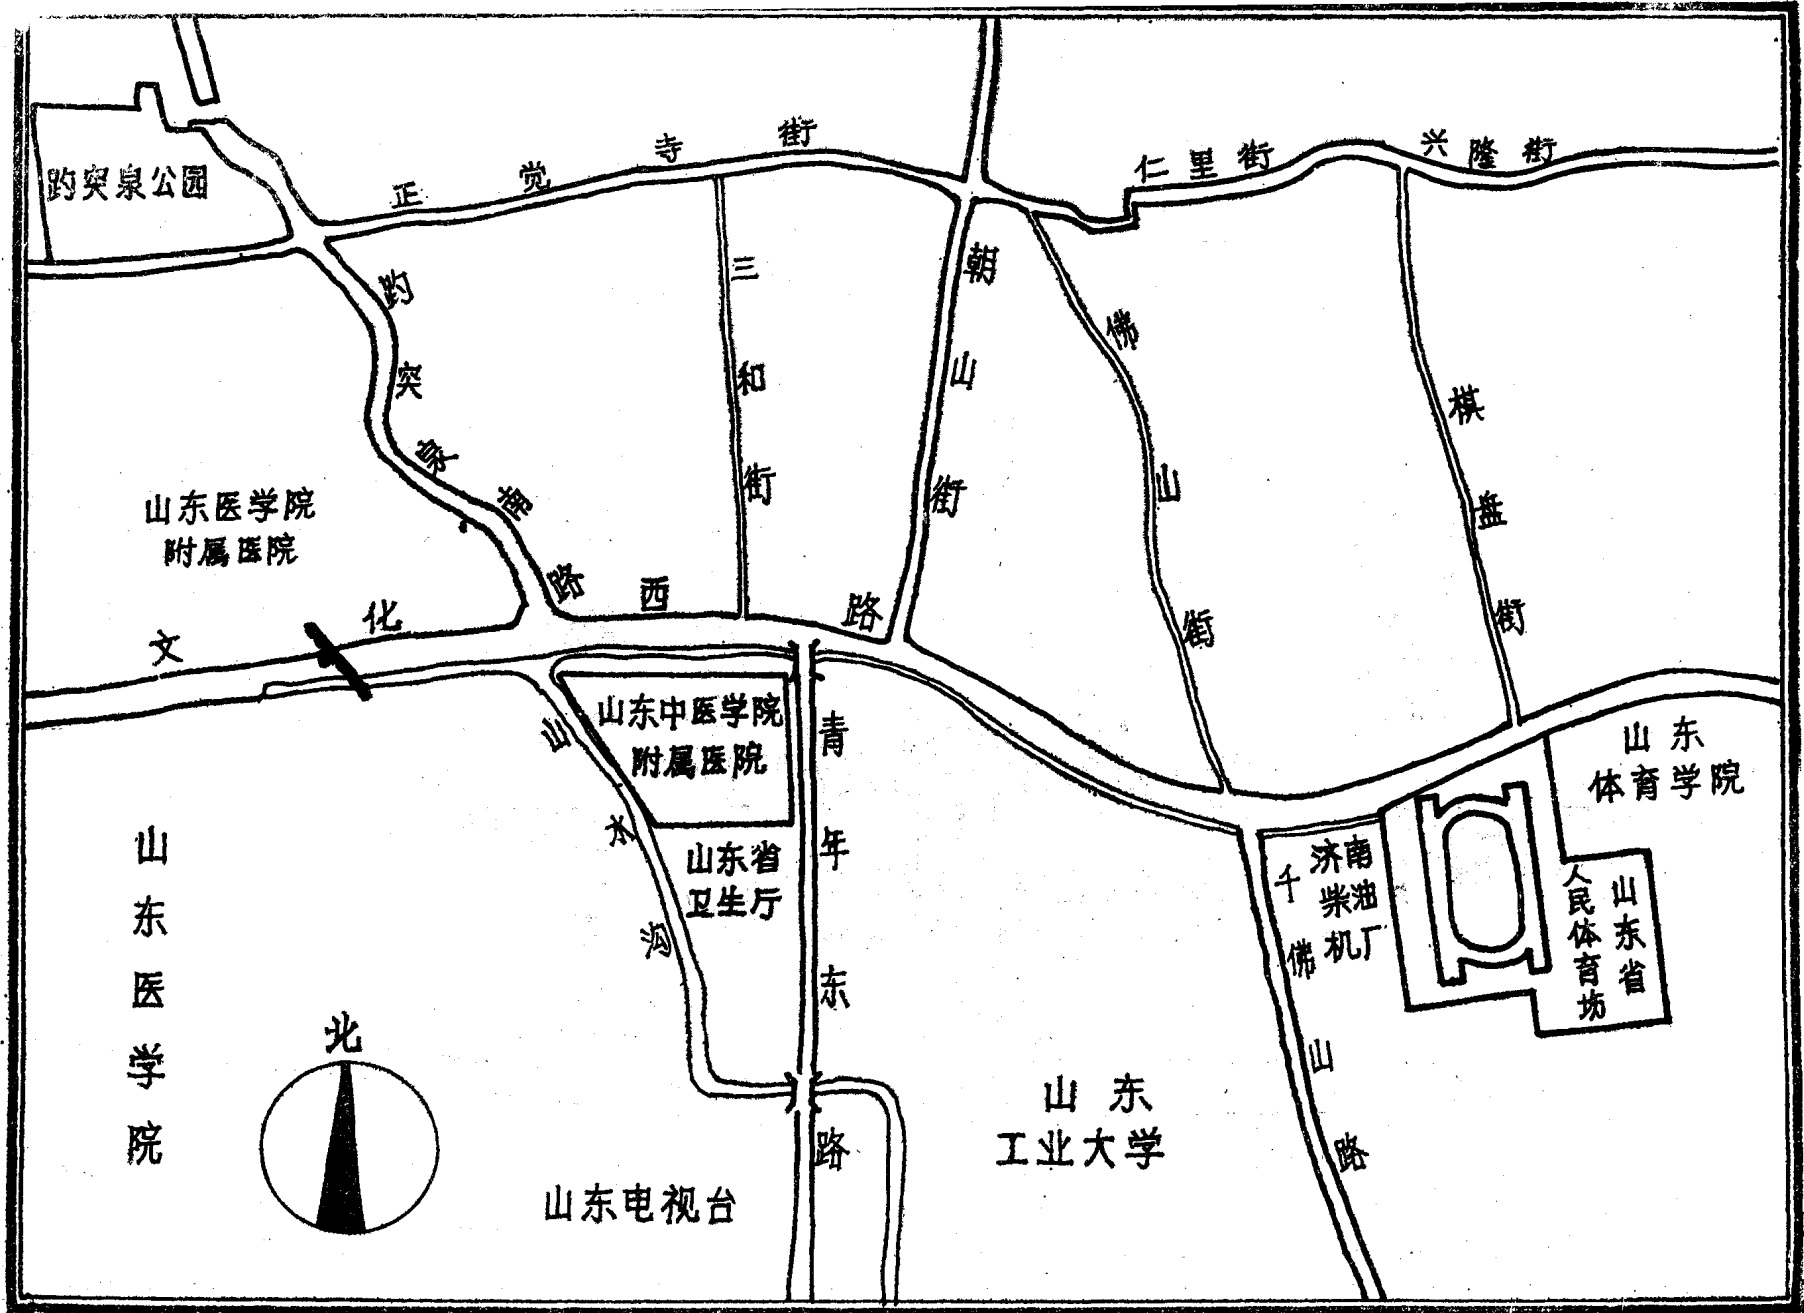 正觉寺街
仁里街
兴隆街
趵突泉公园
三和街
朝山街
佛山街
棋盘街
趵突泉南路
山东医学院
附属医院
文化西路
山东中医学院
附属医院
山水沟
青年东路
山东
体育学院
山东省
卫生厅
济南
柴油
机厂
山东省
人民体育场
千佛山路
山东医学院
北
山东
工业大学
山东电视台